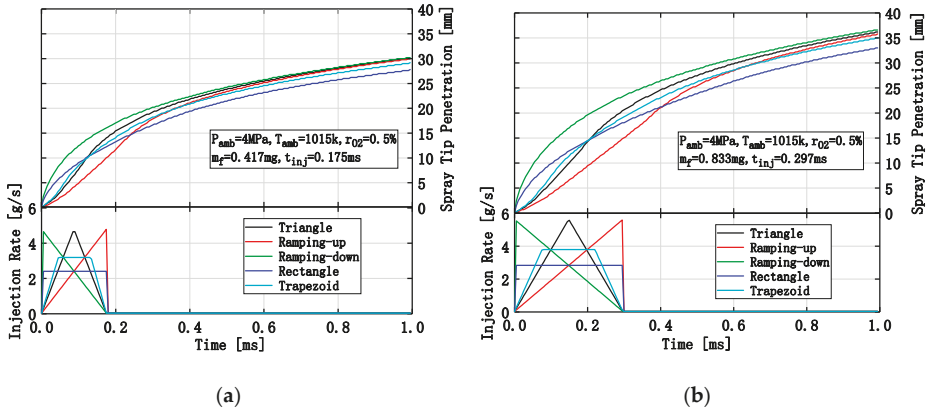 40
35
30
25
20
15
10
5
0
Spray Tip Penetration [mm]
P_amb=4MPa, T_amb=1015k, r_O2=0.5%
m_f=0.417mg, t_inj=0.175ms
6
4
2
0
Injection Rate [g/s]
Triangle
Ramping-up
Ramping-down
Rectangle
Trapezoid
0.0 0.2 0.4 0.6 0.8 1.0
Time [ms]
(a)
40
35
30
25
20
15
10
5
0
Spray Tip Penetration [mm]
P_amb=4MPa, T_amb=1015k, r_O2=0.5%
m_f=0.833mg, t_inj=0.297ms
6
4
2
0
Injection Rate [g/s]
Triangle
Ramping-up
Ramping-down
Rectangle
Trapezoid
0.0 0.2 0.4 0.6 0.8 1.0
Time [ms]
(b)